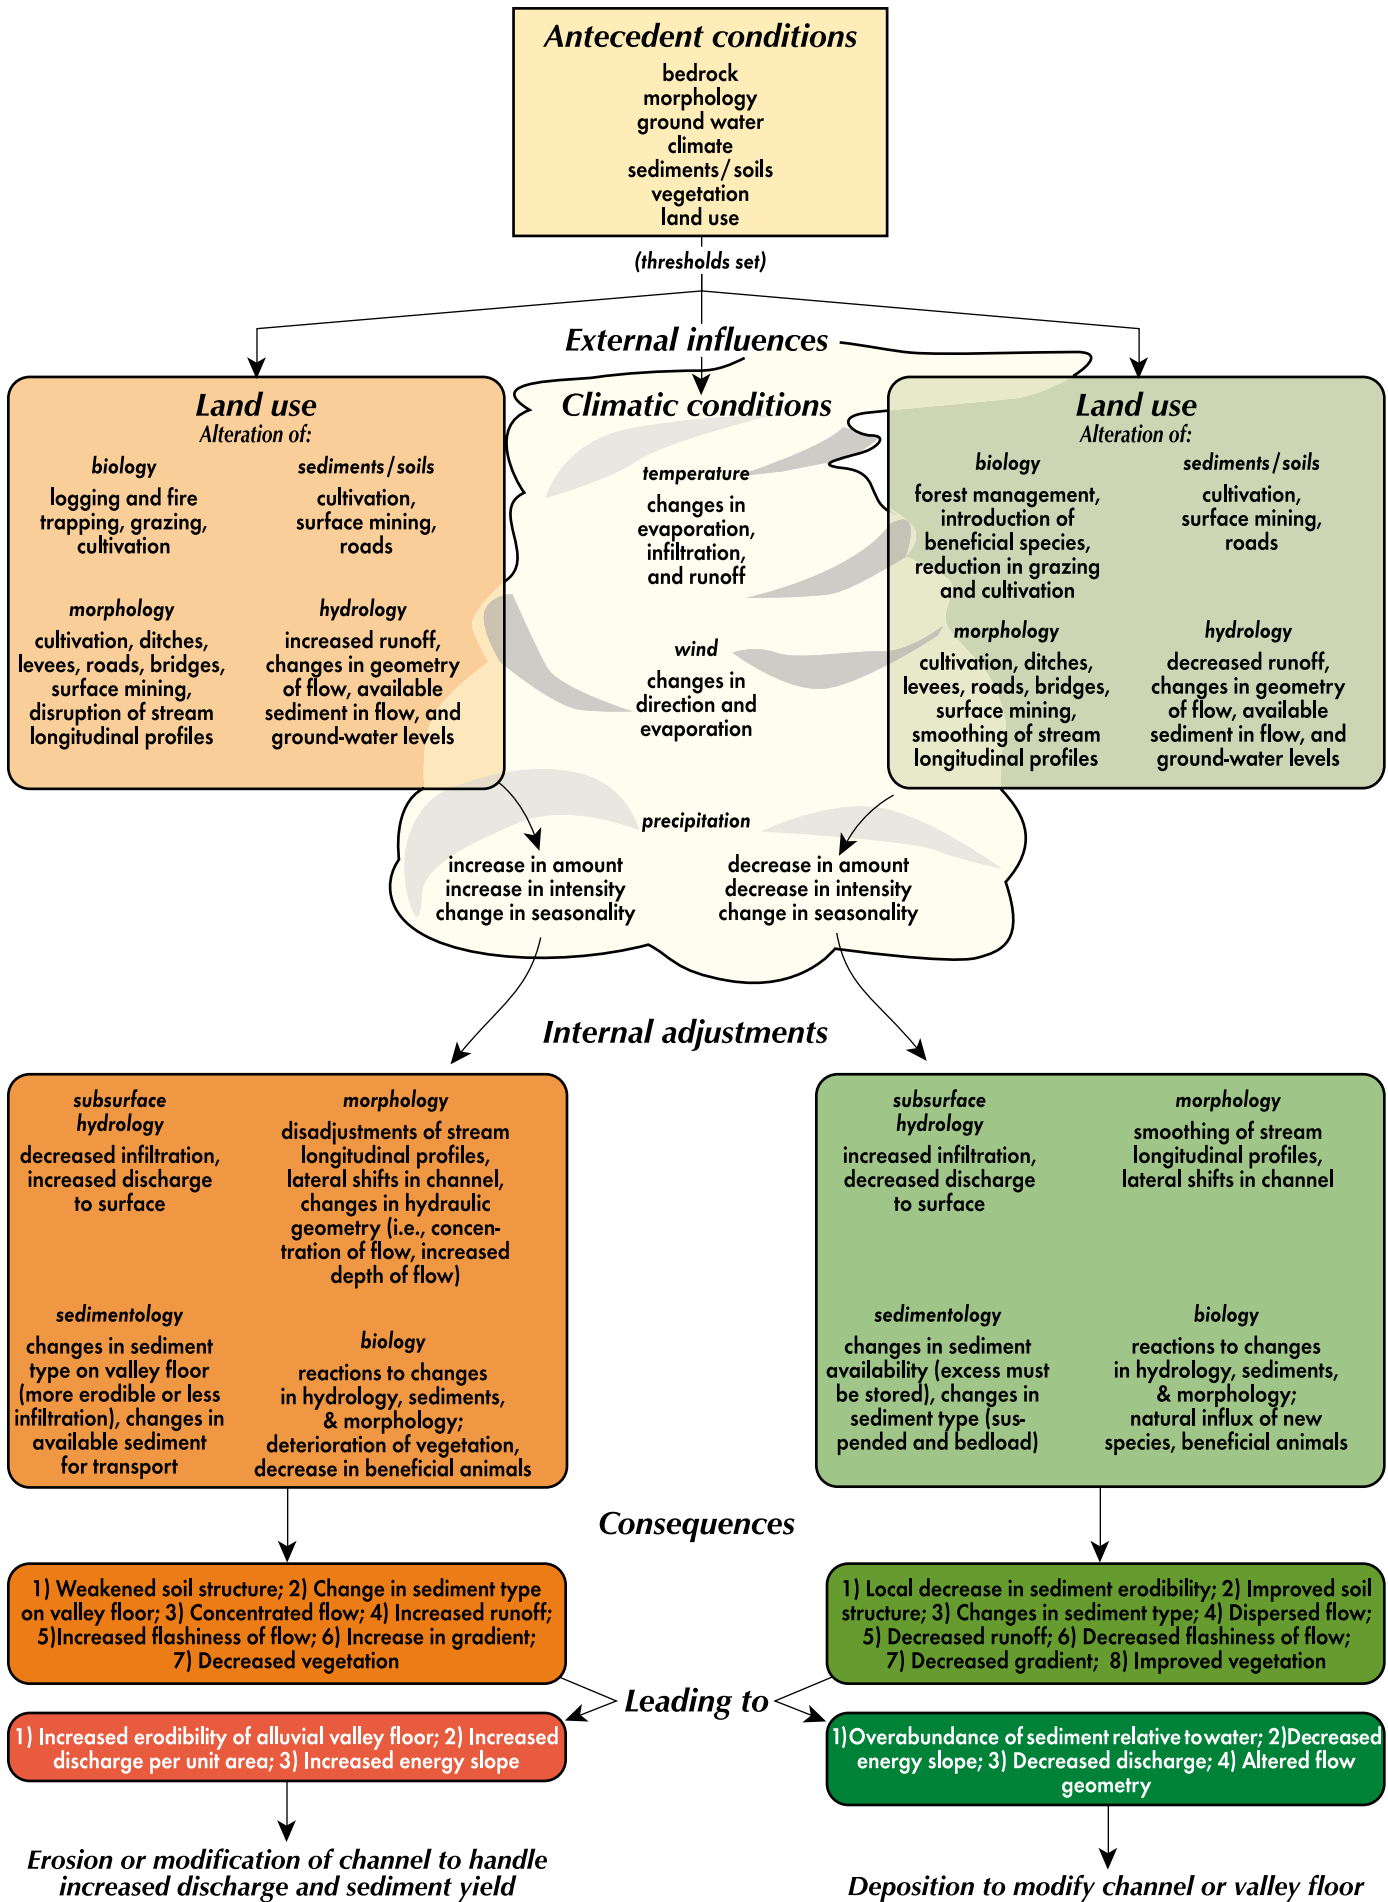 Antecedent conditions
bedrock
morphology
ground water
climate
sediments/soils
vegetation
land use
(thresholds set)
External influences
Land use
Alteration of:
biology
logging and fire
trapping, grazing,
cultivation
sediments/soils
cultivation,
surface mining,
roads
morphology
cultivation, ditches,
levees, roads, bridges,
surface mining,
disruption of stream
longitudinal profiles
hydrology
increased runoff,
changes in geometry
of flow, available
sediment in flow, and
ground-water levels
Climatic conditions
temperature
changes in
evaporation,
infiltration,
and runoff
wind
changes in
direction and
evaporation
precipitation
increase in amount
increase in intensity
change in seasonality
decrease in amount
decrease in intensity
change in seasonality
Land use
Alteration of:
biology
forest management,
introduction of
beneficial species,
reduction in grazing
and cultivation
sediments/soils
cultivation,
surface mining,
roads
morphology
cultivation, ditches,
levees, roads, bridges,
surface mining,
smoothing of stream
longitudinal profiles
hydrology
decreased runoff,
changes in geometry
of flow, available
sediment in flow, and
ground-water levels
Internal adjustments
subsurface
hydrology
decreased infiltration,
increased discharge
to surface
morphology
disadjustments of stream
longitudinal profiles,
lateral shifts in channel,
changes in hydraulic
geometry (i.e., concen-
tration of flow, increased
depth of flow)
sedimentology
changes in sediment
type on valley floor
(more erodible or less
infiltration), changes in
available sediment
for transport
biology
reactions to changes
in hydrology, sediments,
& morphology;
deterioration of vegetation,
decrease in beneficial animals
subsurface
hydrology
increased infiltration,
decreased discharge
to surface
morphology
smoothing of stream
longitudinal profiles,
lateral shifts in channel
sedimentology
changes in sediment
availability (excess must
be stored), changes in
sediment type (sus-
pended and bedload)
biology
reactions to changes
in hydrology, sediments,
& morphology;
natural influx of new
species, beneficial animals
Consequences
1) Weakened soil structure; 2) Change in sediment type
on valley floor; 3) Concentrated flow; 4) Increased runoff;
5)Increased flashiness of flow; 6) Increase in gradient;
7) Decreased vegetation
1) Local decrease in sediment erodibility; 2) Improved soil
structure; 3) Changes in sediment type; 4) Dispersed flow;
5) Decreased runoff; 6) Decreased flashiness of flow;
7) Decreased gradient; 8) Improved vegetation
Leading to
1) Increased erodibility of alluvial valley floor; 2) Increased
discharge per unit area; 3) Increased energy slope
1)Overabundance of sediment relative to water; 2)Decreased
energy slope; 3) Decreased discharge; 4) Altered flow
geometry
Erosion or modification of channel to handle
increased discharge and sediment yield
Deposition to modify channel or valley floor